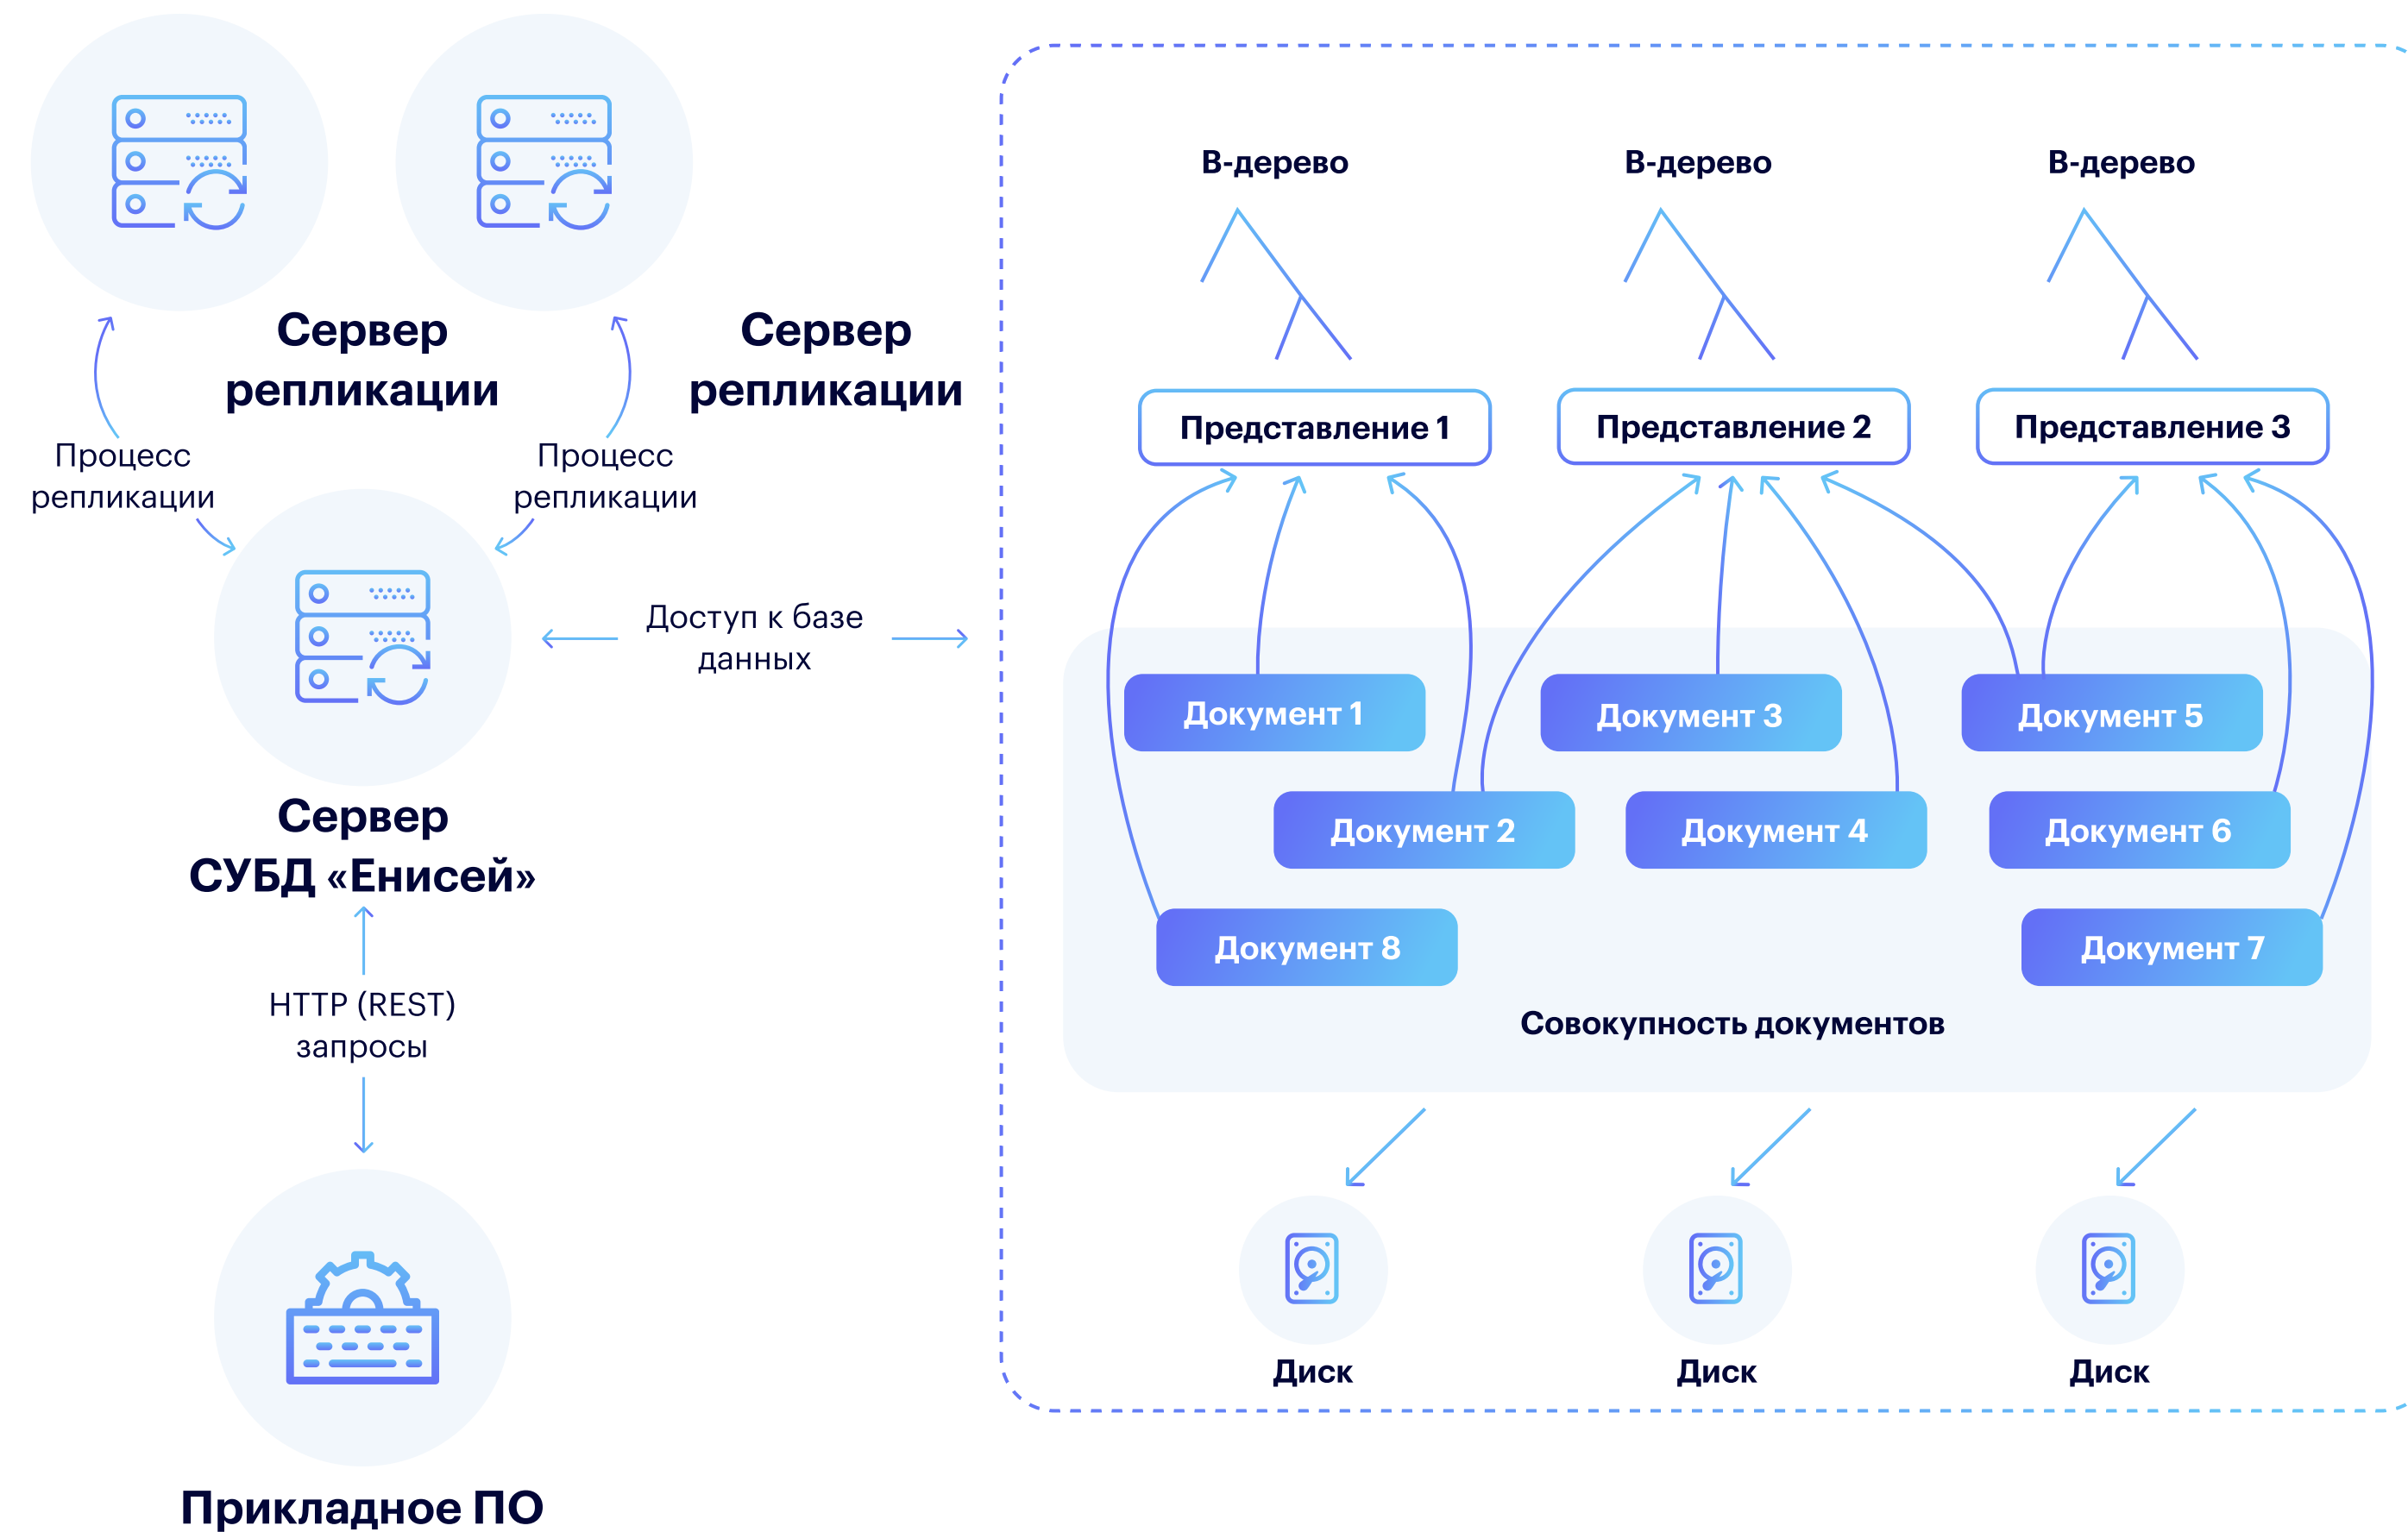 Сервер
репликации
Сервер
репликации
Процесс
репликации
Процесс
репликации
Сервер
СУБД «Енисей»
Доступ к базе
данных
HTTP (REST)
запросы
Прикладное ПО
В-дерево
В-дерево
В-дерево
Представление 1
Представление 2
Представление 3
Документ 1
Документ 3
Документ 5
Документ 2
Документ 4
Документ 6
Документ 8
Документ 7
Совокупность документов
Диск
Диск
Диск